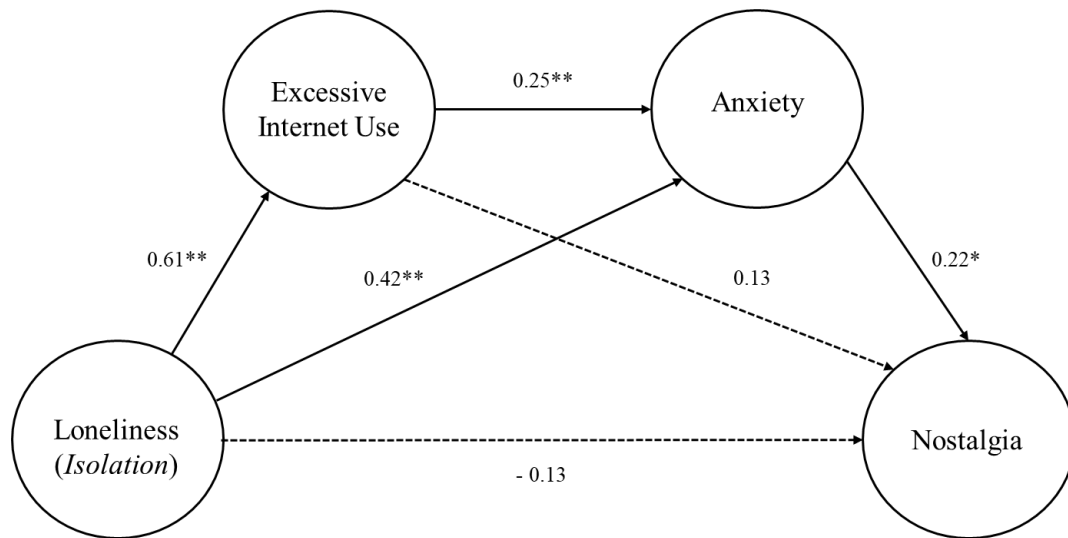 Excessive
Internet Use
0.25**
Anxiety
0.61**
0.42**
0.13
0.22*
Loneliness
(Isolation)
- 0.13
Nostalgia